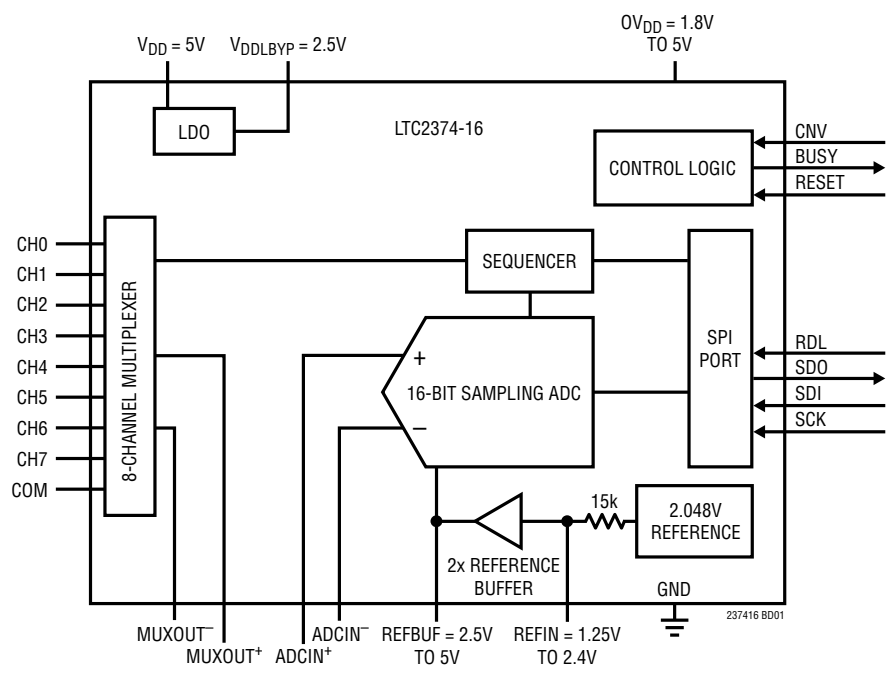 VDD = 5V
VDDLBYP = 2.5V
OVDD = 1.8V
TO 5V
LDO
LTC2374-16
CONTROL LOGIC
CNV
BUSY
RESET
CH0
CH1
CH2
CH3
CH4
CH5
CH6
CH7
COM
8-CHANNEL MULTIPLEXER
SEQUENCER
+
16-BIT SAMPLING ADC
–
SPI
PORT
RDL
SDO
SDI
SCK
15k
2.048V
REFERENCE
2x REFERENCE
BUFFER
GND
237416 BD01
MUXOUT–
MUXOUT+
ADCIN+
ADCIN–
REFBUF = 2.5V
TO 5V
REFIN = 1.25V
TO 2.4V